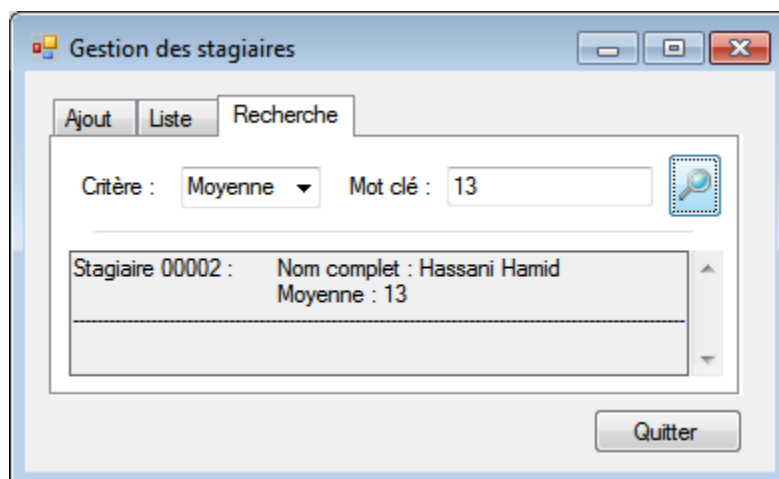 Gestion des stagiaires
Ajout Liste Recherche
Critère : Moyenne Mot clé : 13
Stagiaire 00002 : Nom complet : Hassani Hamid
Moyenne : 13
Quitter